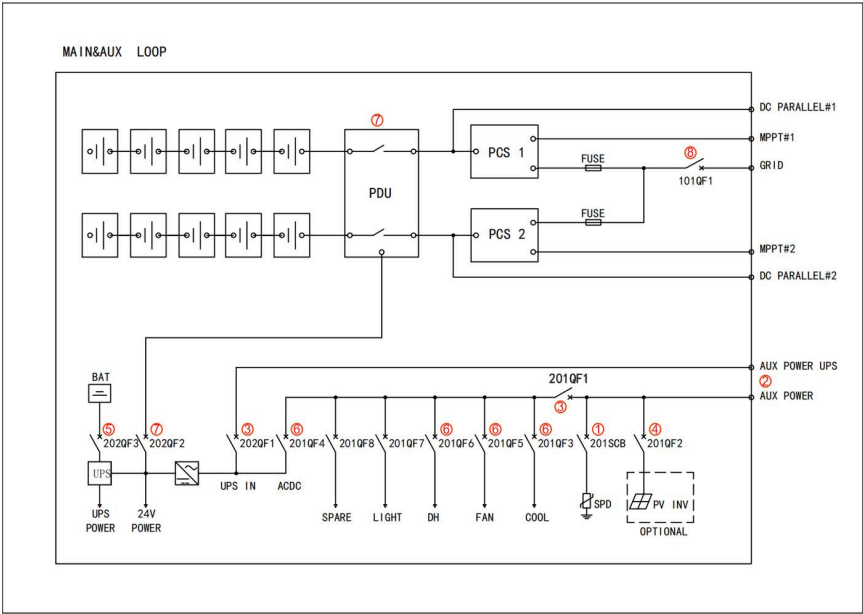 MAIN&AUX LOOP
⑦
DC PARALLEL#1
MPPT#1
PCS 1
FUSE
⑧
GRID
101QF1
PDU
FUSE
PCS 2
MPPT#2
DC PARALLEL#2
AUX POWER UPS
②
201QF1
AUX POWER
③
BAT
⑤ ⑦ ③ ⑥ ⑥ ⑥ ⑥ ① ④
202QF3 202QF2 202QF1 201QF4 201QF8 201QF7 201QF6 201QF5 201QF3 201SCB 201QF2
UPS
UPS IN ACDC
SPD
PV INV
UPS POWER
24V POWER
SPARE LIGHT DH FAN COOL
OPTIONAL